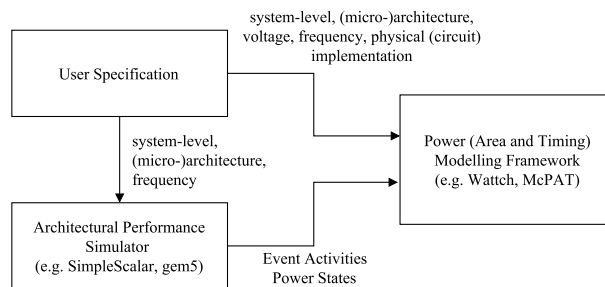 system-level, (micro-)architecture,
voltage, frequency, physical (circuit)
implementation
User Specification
system-level,
(micro-)architecture,
frequency
Power (Area and Timing)
Modelling Framework
(e.g. Wattch, McPAT)
Architectural Performance
Simulator
(e.g. SimpleScalar, gem5)
Event Activities
Power States